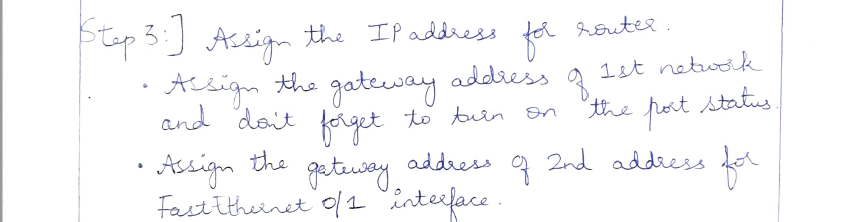 Step 3:] Assign the IP address for router.
• Assign the gateway address of 1st network
and don't forget to turn on the port status.
• Assign the gateway address of 2nd address for
FastEthernet 0/1 interface.